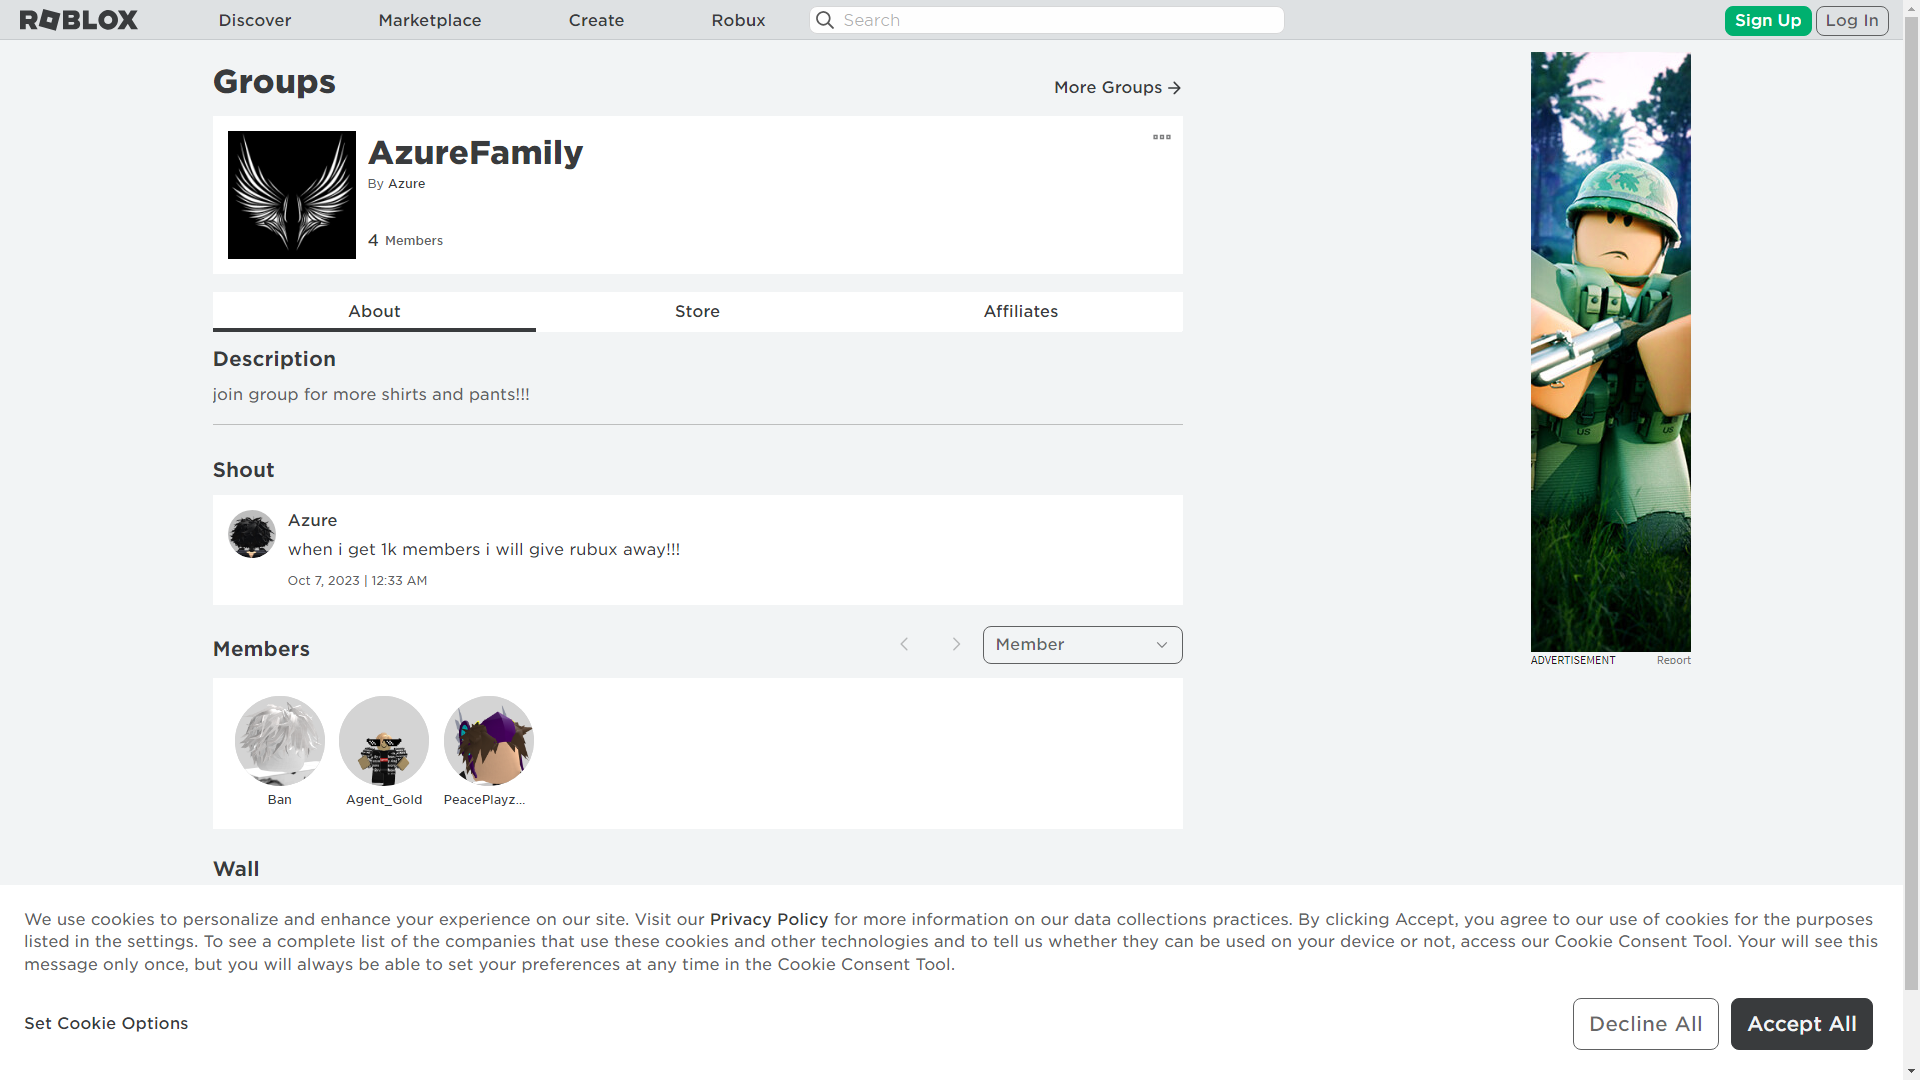 ROBLOX Discover Marketplace Create Robux Search Sign Up Log In
Groups
More Groups
AzureFamily
By Azure
4 Members
About Store Affiliates
Description
join group for more shirts and pants!!!
Shout
Azure
when i get 1k members i will give rubux away!!!
Oct 7, 2023 | 12:33 AM
Members
Member
Ban Agent_Gold PeacePlayz...
Wall
US US
ADVERTISEMENT Report
We use cookies to personalize and enhance your experience on our site. Visit our Privacy Policy for more information on our data collections practices. By clicking Accept, you agree to our use of cookies for the purposes
listed in the settings. To see a complete list of the companies that use these cookies and other technologies and to tell us whether they can be used on your device or not, access our Cookie Consent Tool. Your will see this
message only once, but you will always be able to set your preferences at any time in the Cookie Consent Tool.
Set Cookie Options
Decline All
Accept All